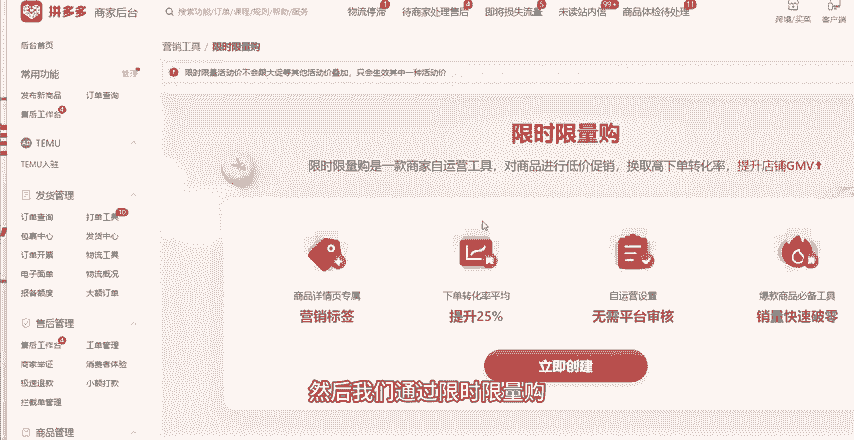 拼多多 商家后台 搜索功能/订单/课程/规则/帮助/服务 物流停滞 1 待商家处理售后 4 即将损失流量 5 未读站内信 99+ 商品体检待处理 11 跨境/买菜 客户端
后台首页
营销工具 / 限时限量购
常用功能 管理
限时限量活动价不会跟大促等其他活动价叠加，只会生效其中一种活动价
发布新商品 订单查询
售后工作台 4
限时限量购
AD TEMU
TEMU入驻
限时限量购是一款商家自运营工具，对商品进行低价促销，换取高下单转化率，提升店铺GMV
发货管理
订单查询 打单工具 10
包裹中心 发货中心
订单开票 物流工具
电子面单 物流概况
报备额度 大额订单
商品详情页专属 下单转化率平均 自运营设置 爆款商品必备工具
营销标签 提升25% 无需平台审核 销量快速破零
售后管理
售后工作台 4 工单管理
商家举证 消费者体验
极速退款 小额打款
拦截单管理
立即创建
然后我们通过限时限量购
商品管理